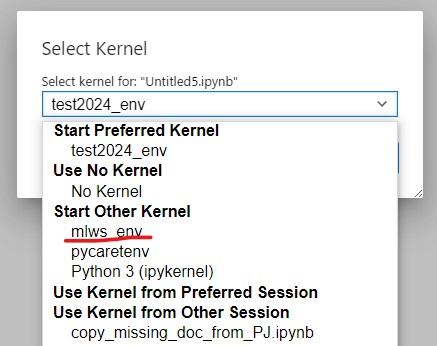 Select Kernel
Select kernel for: "Untitled5.ipynb"
test2024_env
Start Preferred Kernel
test2024_env
Use No Kernel
No Kernel
Start Other Kernel
mlws_env
pycaretenv
Python 3 (ipykernel)
Use Kernel from Preferred Session
Use Kernel from Other Session
copy_missing_doc_from_PJ.ipynb